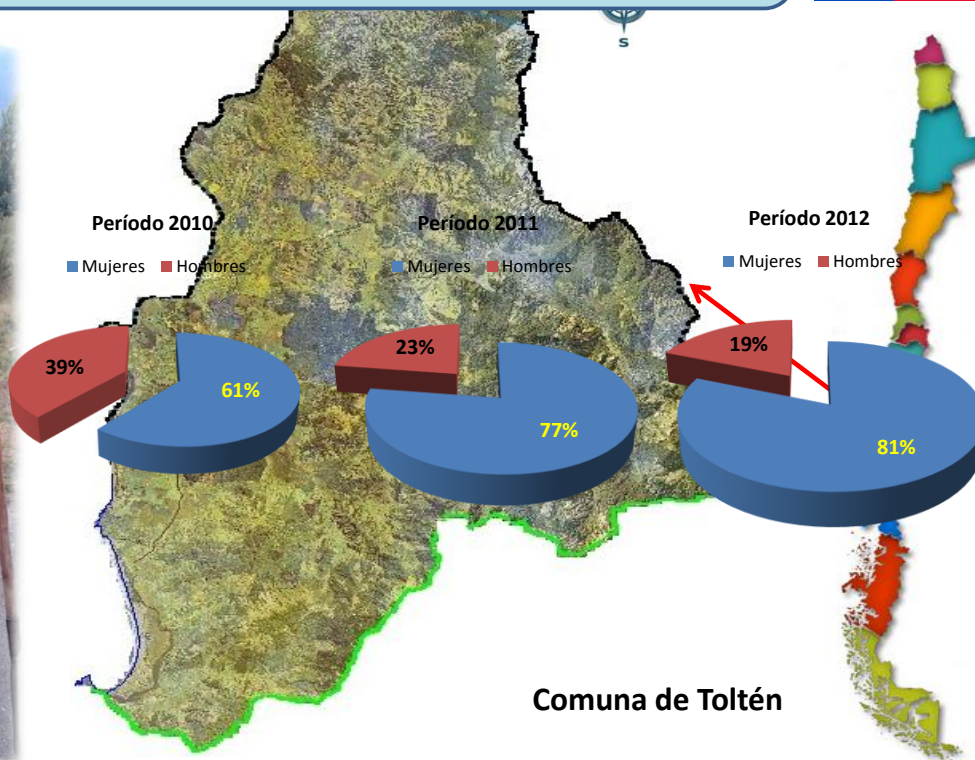 S
Período 2010
Mujeres Hombres
39%
61%
Período 2011
Mujeres Hombres
23%
77%
Período 2012
Mujeres Hombres
19%
81%
Comuna de Toltén